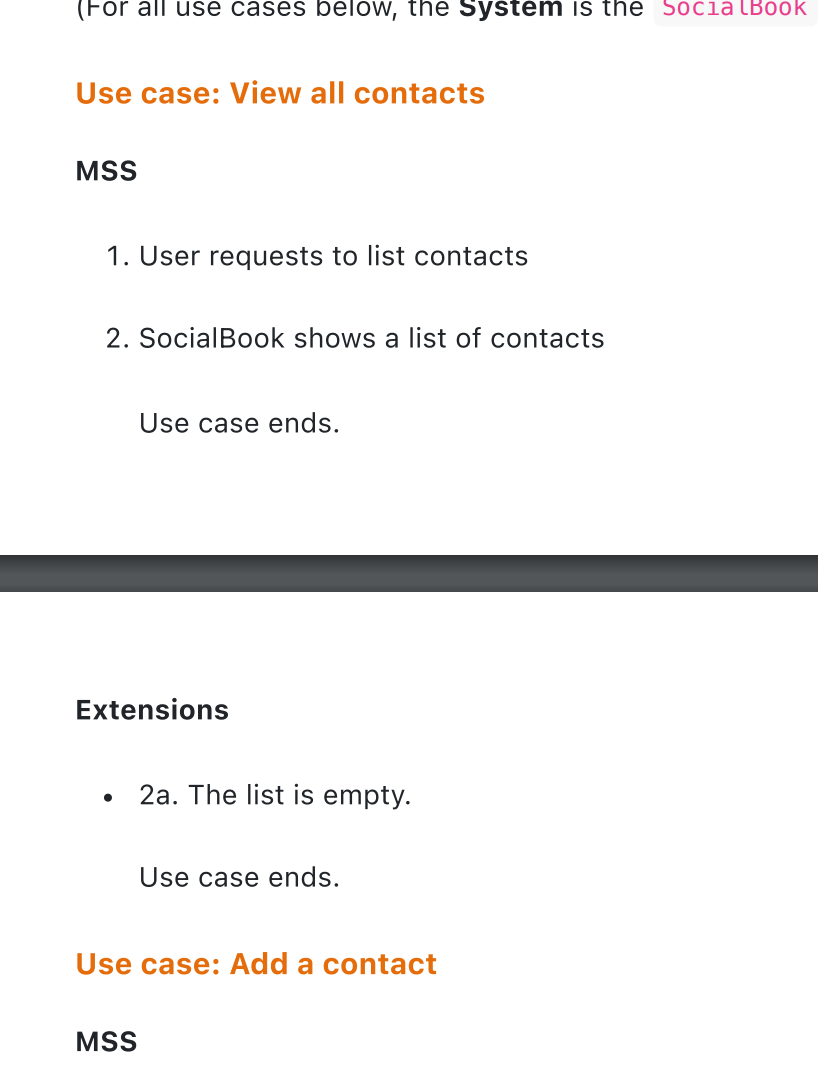 (For all use cases below, the System is the SocialBook
Use case: View all contacts
MSS
1. User requests to list contacts
2. SocialBook shows a list of contacts
Use case ends.
Extensions
• 2a. The list is empty.
Use case ends.
Use case: Add a contact
MSS